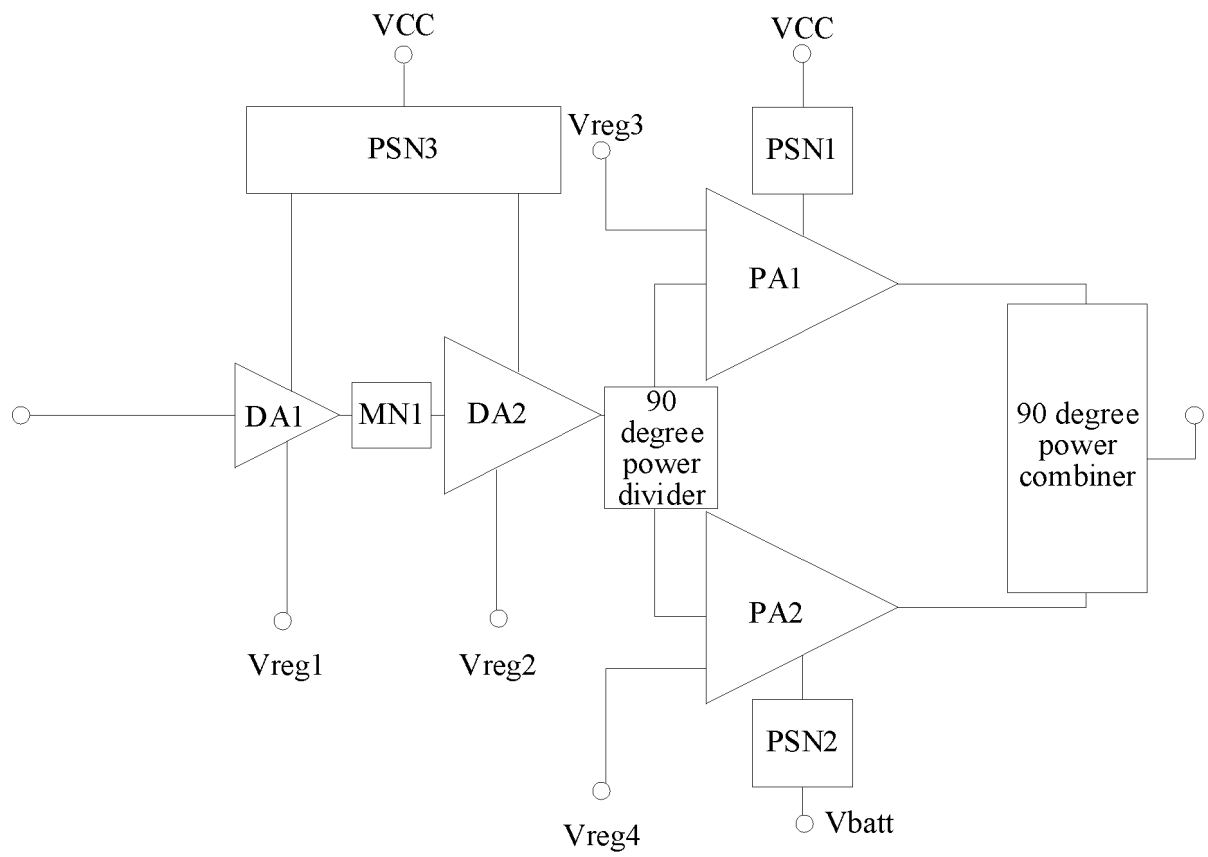 VCC
VCC
PSN3
Vreg3
PSN1
PA1
DA1
MN1
DA2
90
degree
power
divider
90 degree
power
combiner
PA2
Vreg1
Vreg2
PSN2
Vreg4
Vbatt